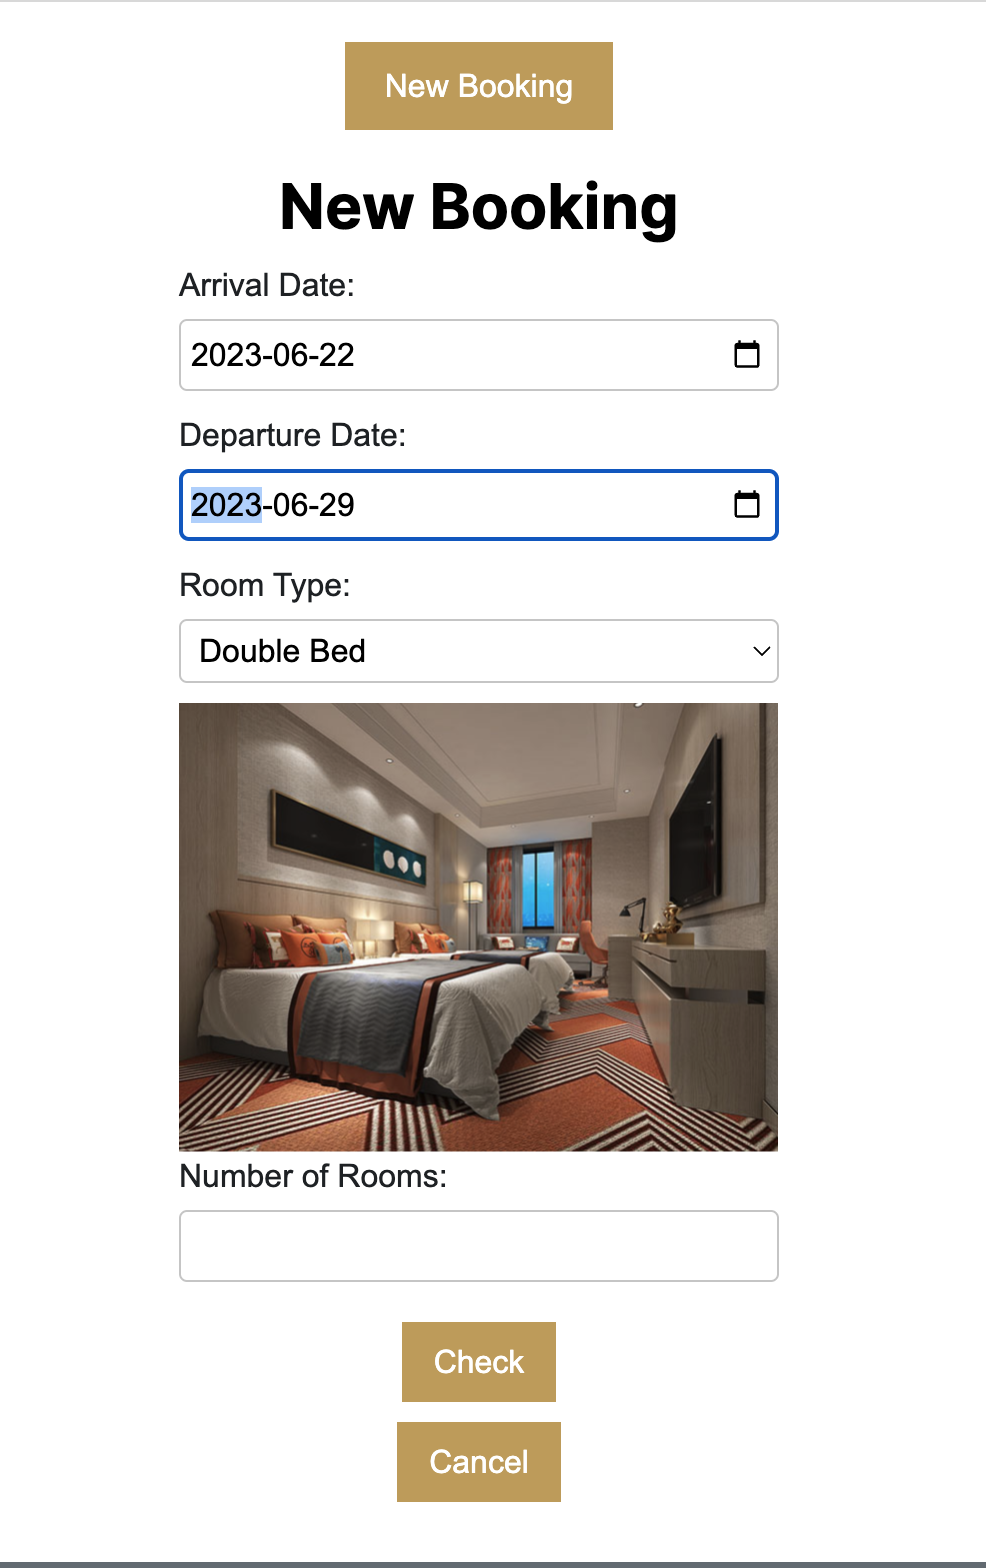 New Booking
New Booking
Arrival Date:
2023-06-22
Departure Date:
2023-06-29
Room Type:
Double Bed
Number of Rooms:
Check
Cancel